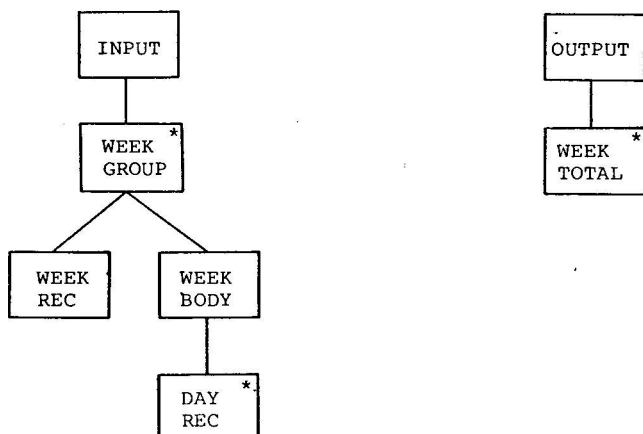 INPUT
OUTPUT
*
WEEK
GROUP
*
WEEK
TOTAL
WEEK
REC
WEEK
BODY
*
DAY
REC